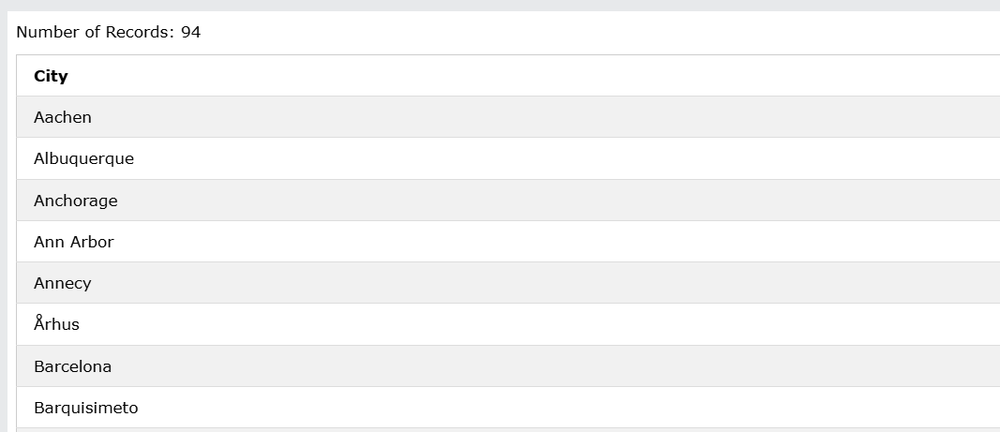 Number of Records: 94
City
Aachen
Albuquerque
Anchorage
Ann Arbor
Annecy
Århus
Barcelona
Barquisimeto